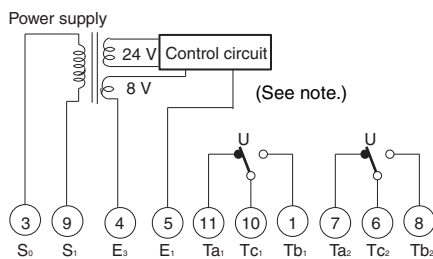 Power supply
24 V
Control circuit
8 V
(See note.)
U
U
3 9 4 5 11 10 1 7 6 8
S0 S1 E3 E1 Ta1 Tc1 Tb1 Ta2 Tc2 Tb2